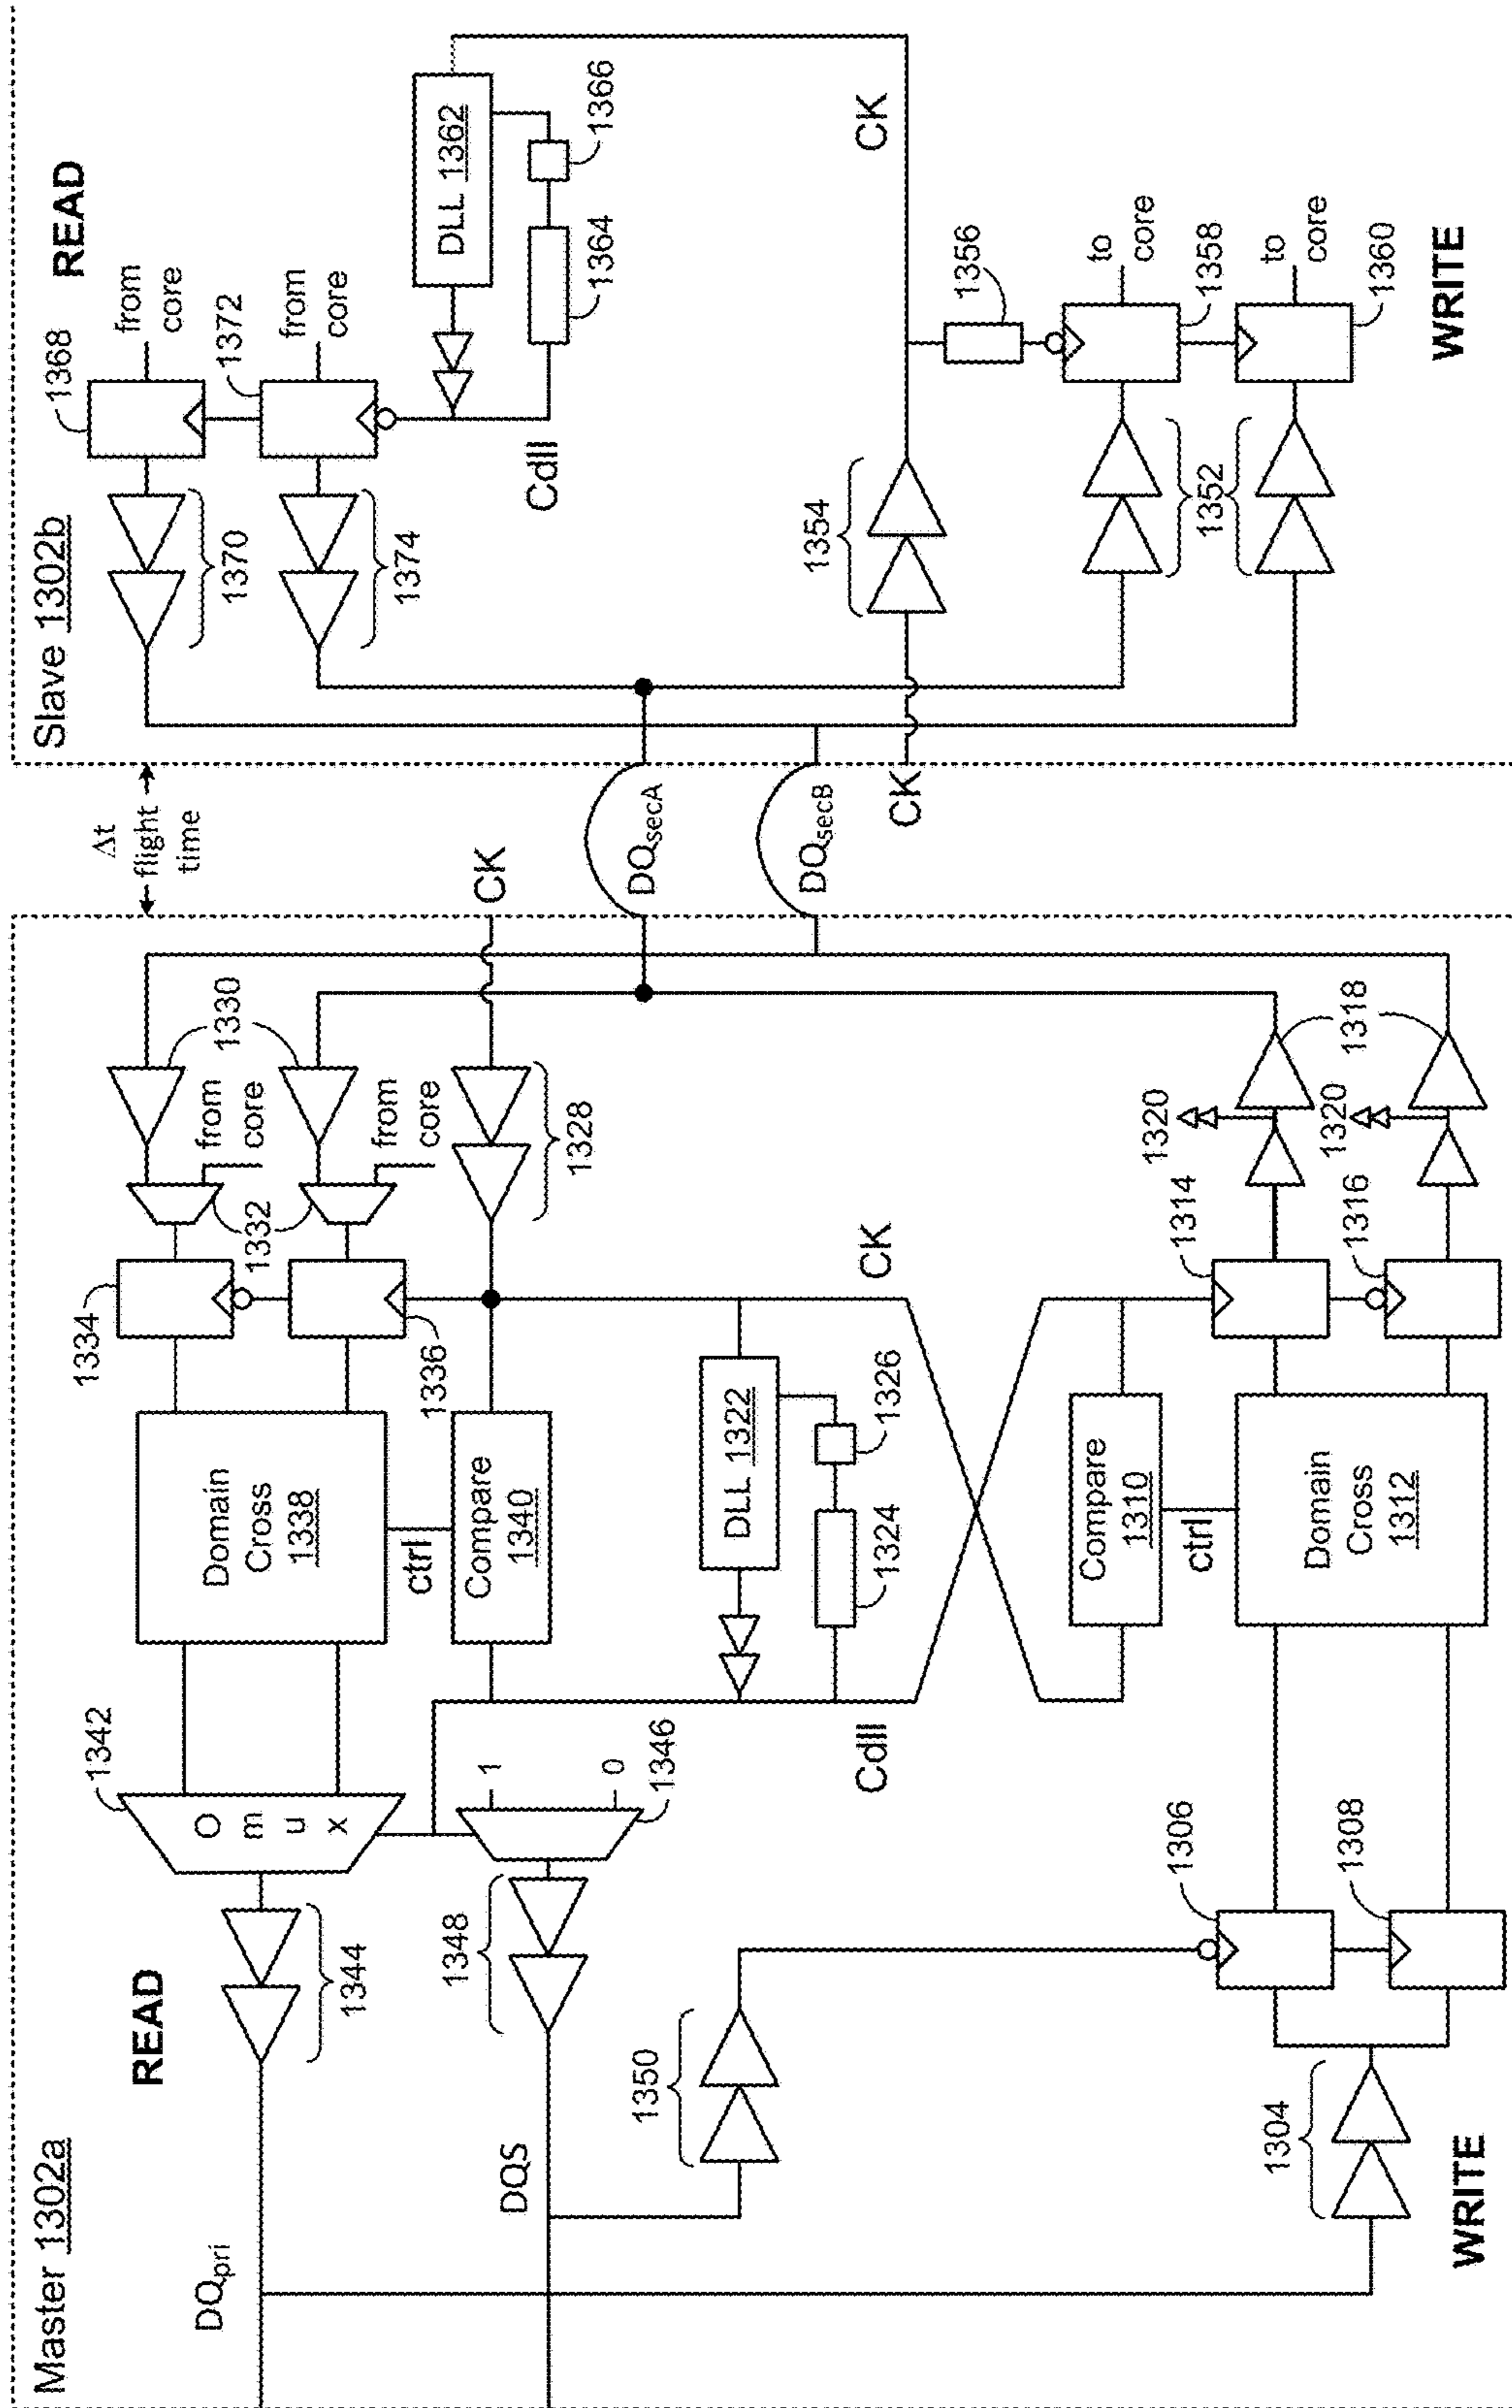 Master 1302a
READ
DQpri
1344
1342
O
m
u
x
Domain
Cross
1338
1334
1332
from
core
from
core
1330
1336
ctrl
Compare
1340
1328
CK
DQS
1348
1
0
1346
1350
DLL 1322
1324
1326
Cdll
CK
Compare
1310
ctrl
Domain
Cross
1312
1304
1306
1308
1314
1316
1320
1320
1318
WRITE
Δt
flight
time
DQsecA
DQsecB
CK
Slave 1302b
READ
1368
from
core
1370
1372
from
core
1374
DLL 1362
1364
1366
Cdll
1354
CK
1356
1352
to
core
1358
to
core
1360
WRITE